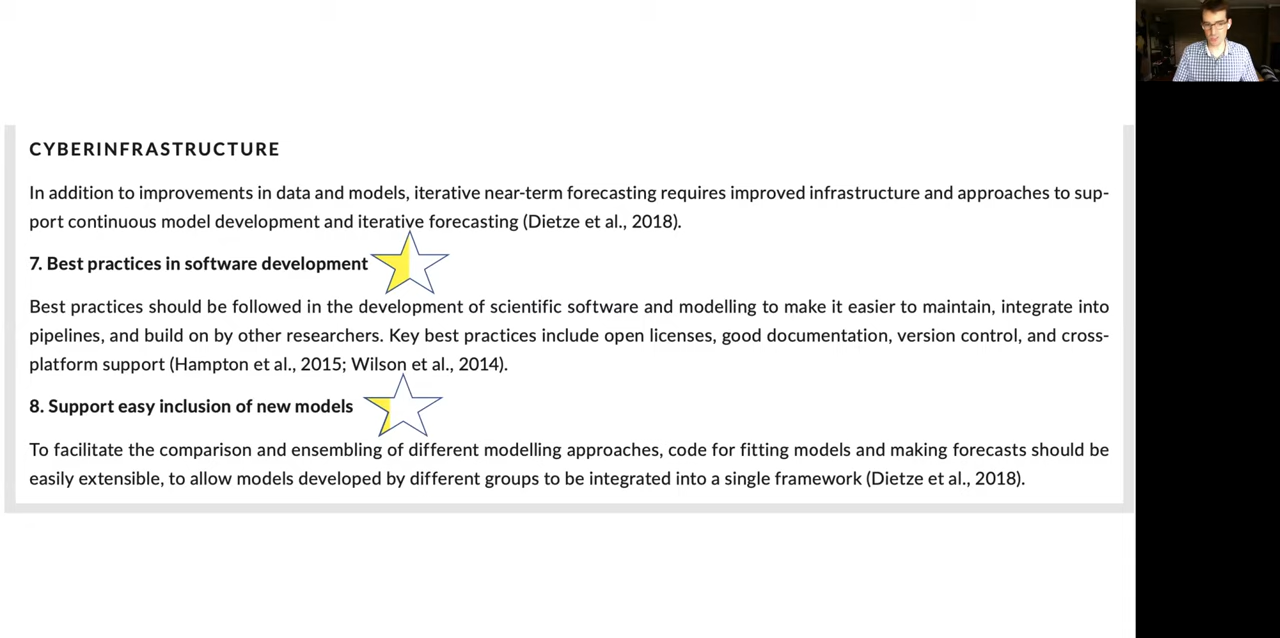 CYBERINFRASTRUCTURE
In addition to improvements in data and models, iterative near-term forecasting requires improved infrastructure and approaches to sup-
port continuous model development and iterative forecasting (Dietze et al., 2018).
7. Best practices in software development
Best practices should be followed in the development of scientific software and modelling to make it easier to maintain, integrate into
pipelines, and build on by other researchers. Key best practices include open licenses, good documentation, version control, and cross-
platform support (Hampton et al., 2015; Wilson et al., 2014).
8. Support easy inclusion of new models
To facilitate the comparison and ensembling of different modelling approaches, code for fitting models and making forecasts should be
easily extensible, to allow models developed by different groups to be integrated into a single framework (Dietze et al., 2018).